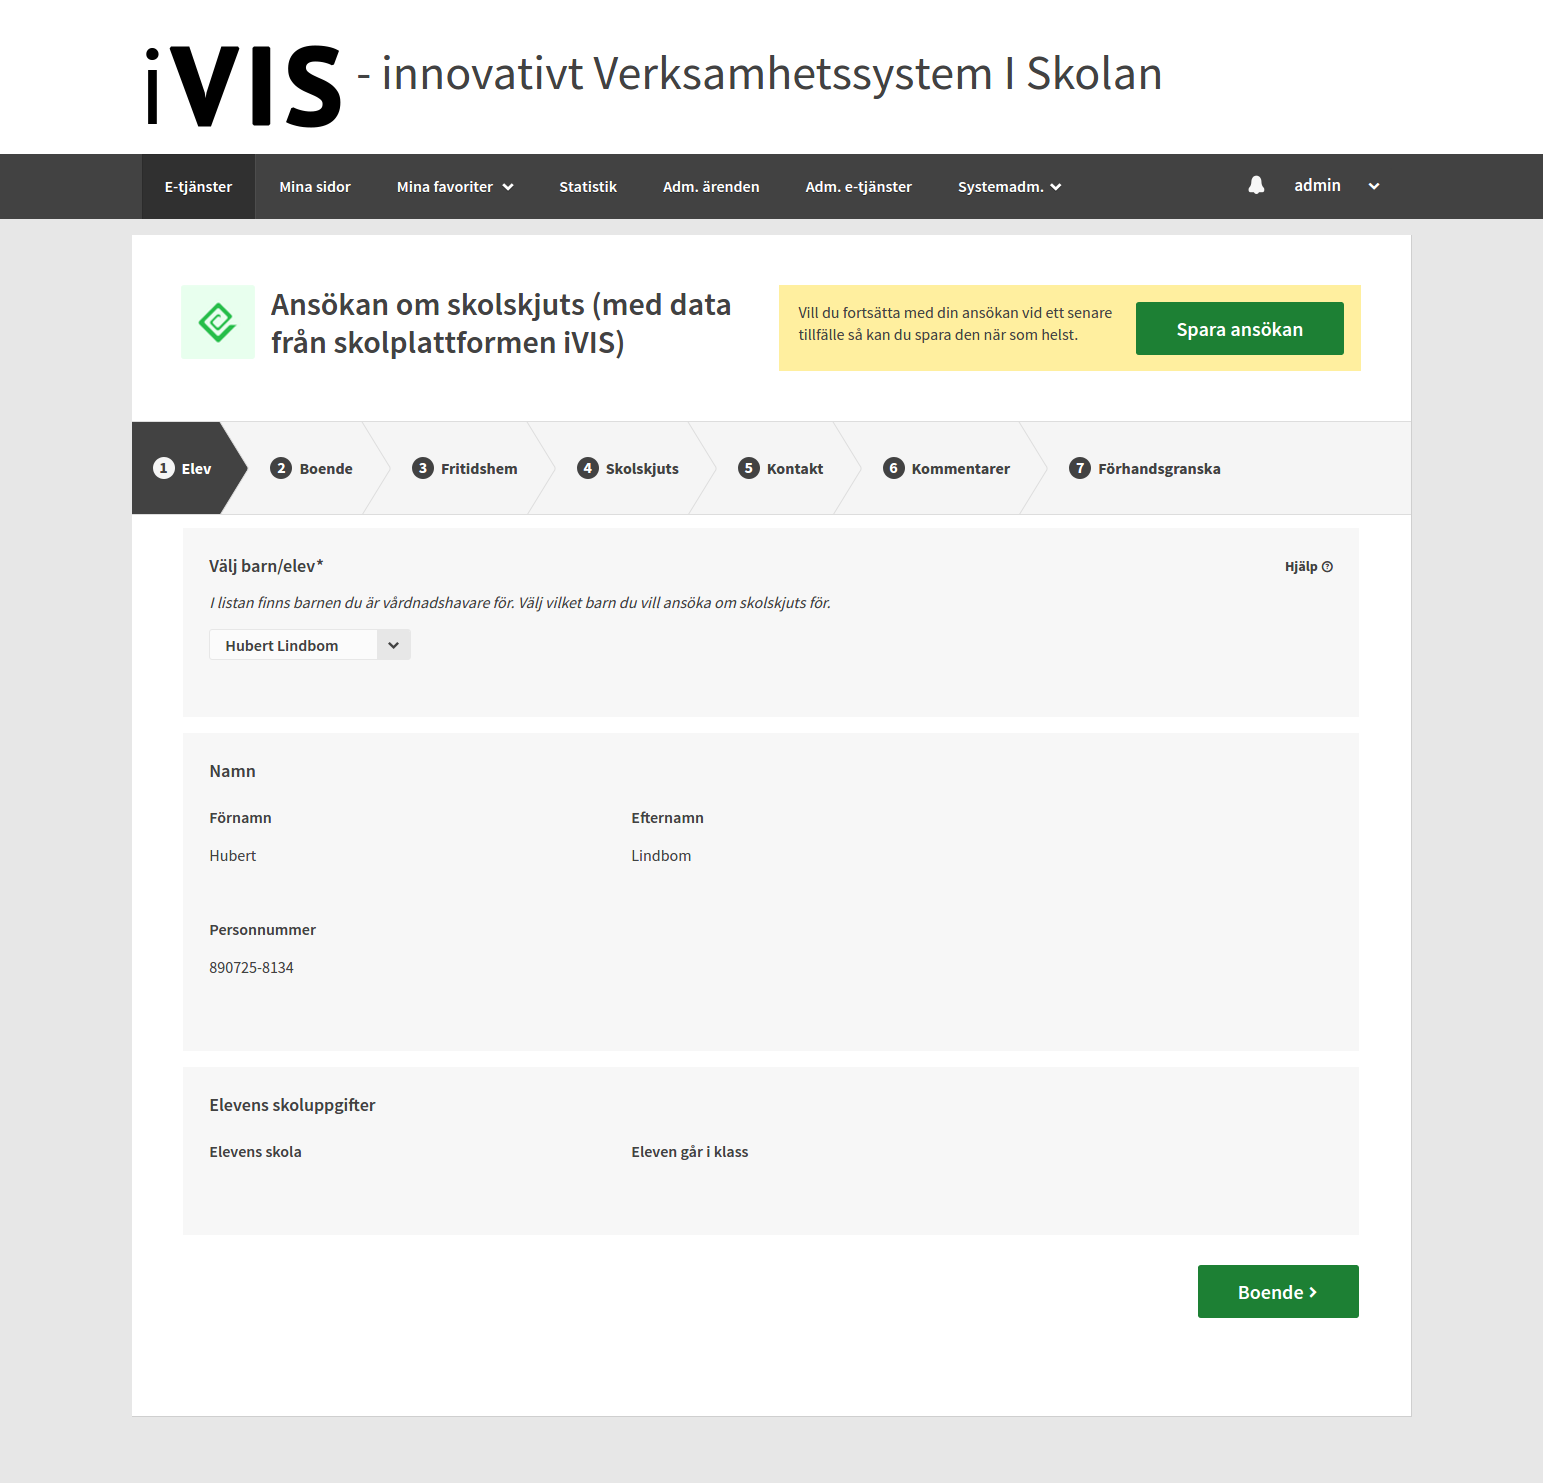 iVIS - innovativt Verksamhetssystem I Skolan
E-tjänster Mina sidor Mina favoriter Statistik Adm. ärenden Adm. e-tjänster Systemadm. admin
Ansökan om skolskjuts (med data
från skolplattformen iVIS)
Vill du fortsätta med din ansökan vid ett senare
tillfälle så kan du spara den när som helst.
Spara ansökan
1 Elev 2 Boende 3 Fritidshem 4 Skolskjuts 5 Kontakt 6 Kommentarer 7 Förhandsgranska
Välj barn/elev* Hjälp
I listan finns barnen du är vårdnadshavare för. Välj vilket barn du vill ansöka om skolskjuts för.
Hubert Lindbom
Namn
Förnamn Efternamn
Hubert Lindbom
Personnummer
890725-8134
Elevens skoluppgifter
Elevens skola Eleven går i klass
Boende